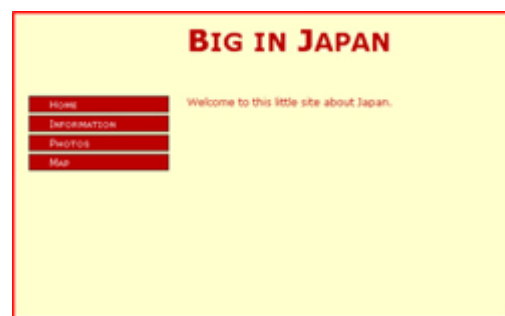 Big in Japan
Home
Welcome to this little site about Japan.
Information
Photos
Map